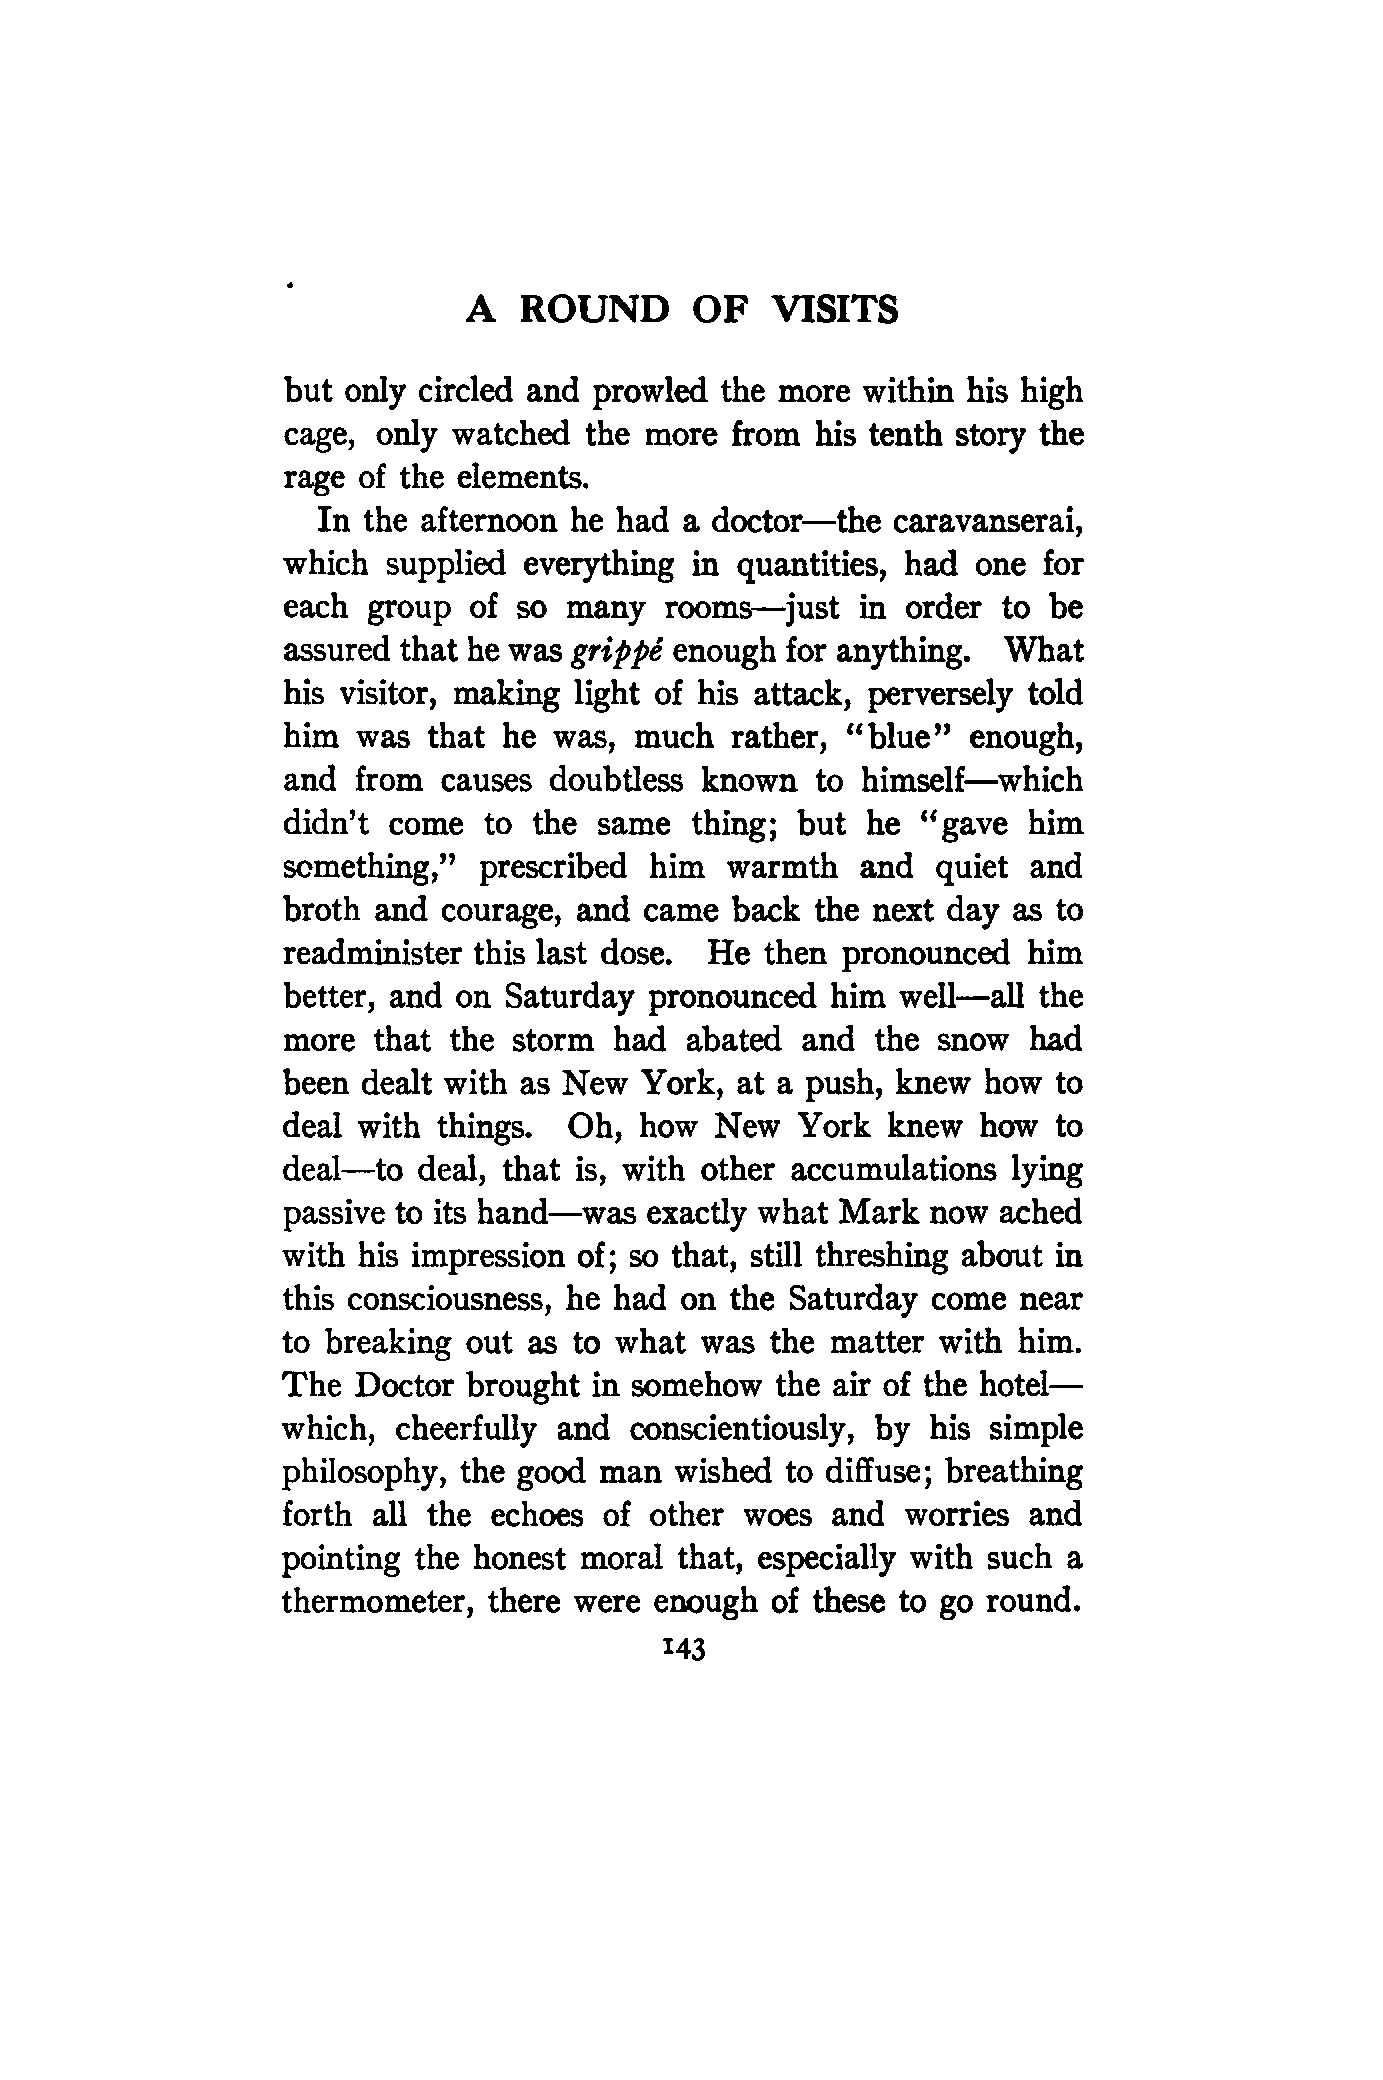 A ROUND OF VISITS
but only circled and prowled the more within his high
cage, only watched the more from his tenth story the
rage of the elements.
In the afternoon he had a doctor—the caravanserai,
which supplied everything in quantities, had one for
each group of so many rooms—just in order to be
assured that he was grippé enough for anything. What
his visitor, making light of his attack, perversely told
him was that he was, much rather, “blue” enough,
and from causes doubtless known to himself—which
didn’t come to the same thing; but he “gave him
something,” prescribed him warmth and quiet and
broth and courage, and came back the next day as to
readminister this last dose. He then pronounced him
better, and on Saturday pronounced him well—all the
more that the storm had abated and the snow had
been dealt with as New York, at a push, knew how to
deal with things. Oh, how New York knew how to
deal—to deal, that is, with other accumulations lying
passive to its hand—was exactly what Mark now ached
with his impression of; so that, still threshing about in
this consciousness, he had on the Saturday come near
to breaking out as to what was the matter with him.
The Doctor brought in somehow the air of the hotel—
which, cheerfully and conscientiously, by his simple
philosophy, the good man wished to diffuse; breathing
forth all the echoes of other woes and worries and
pointing the honest moral that, especially with such a
thermometer, there were enough of these to go round.
143